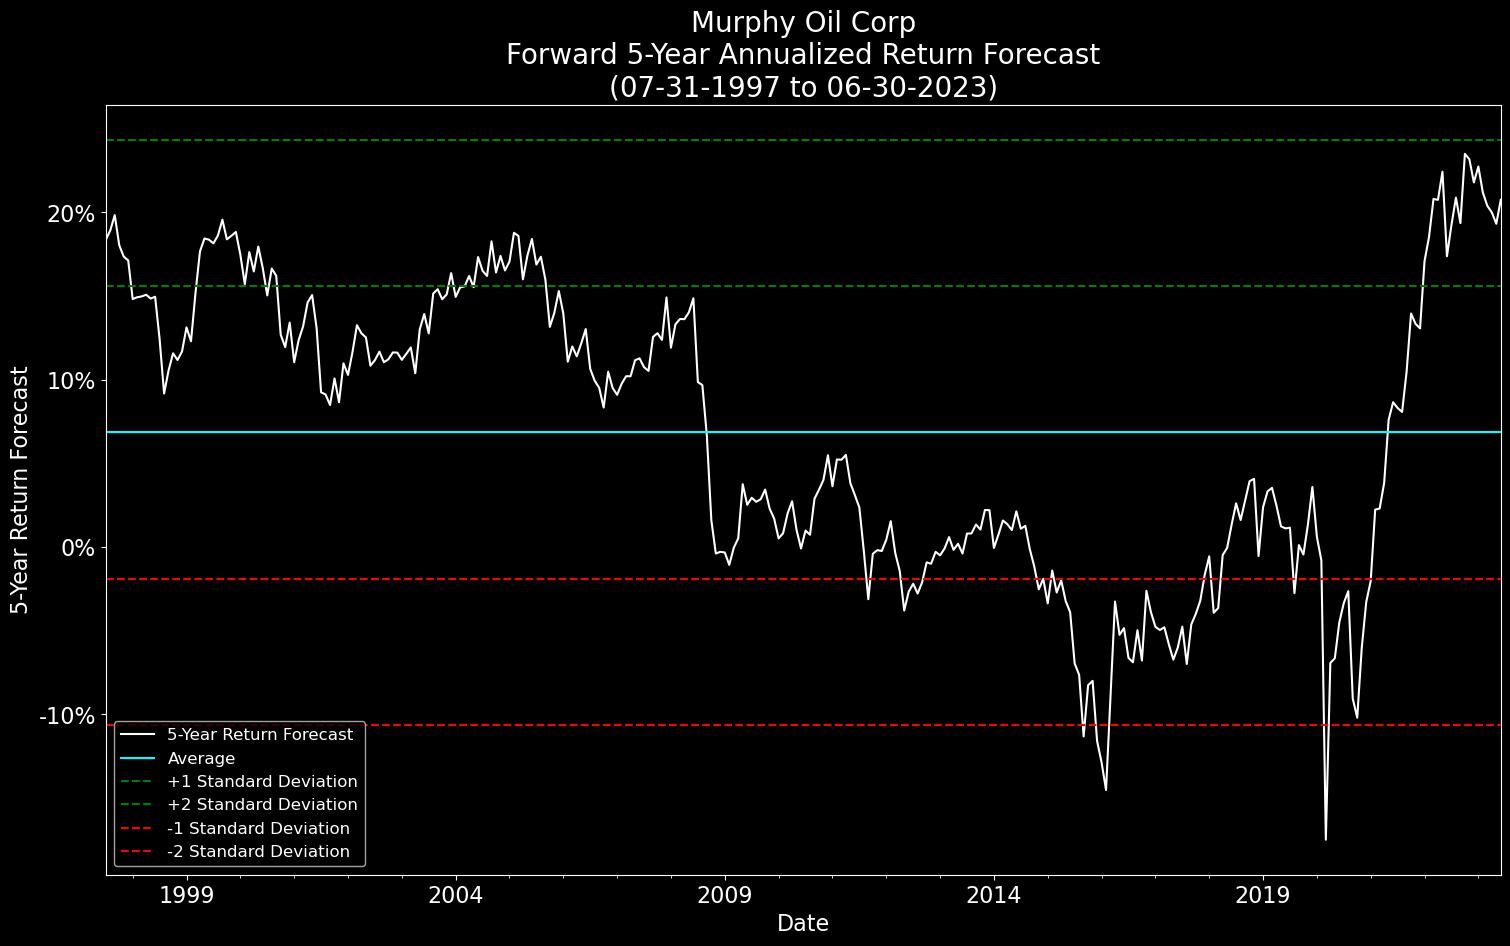 Murphy Oil Corp
Forward 5-Year Annualized Return Forecast
(07-31-1997 to 06-30-2023)
5-Year Return Forecast
20%
10%
0%
-10%
5-Year Return Forecast
Average
+1 Standard Deviation
+2 Standard Deviation
-1 Standard Deviation
-2 Standard Deviation
1999 2004 2009 2014 2019
Date